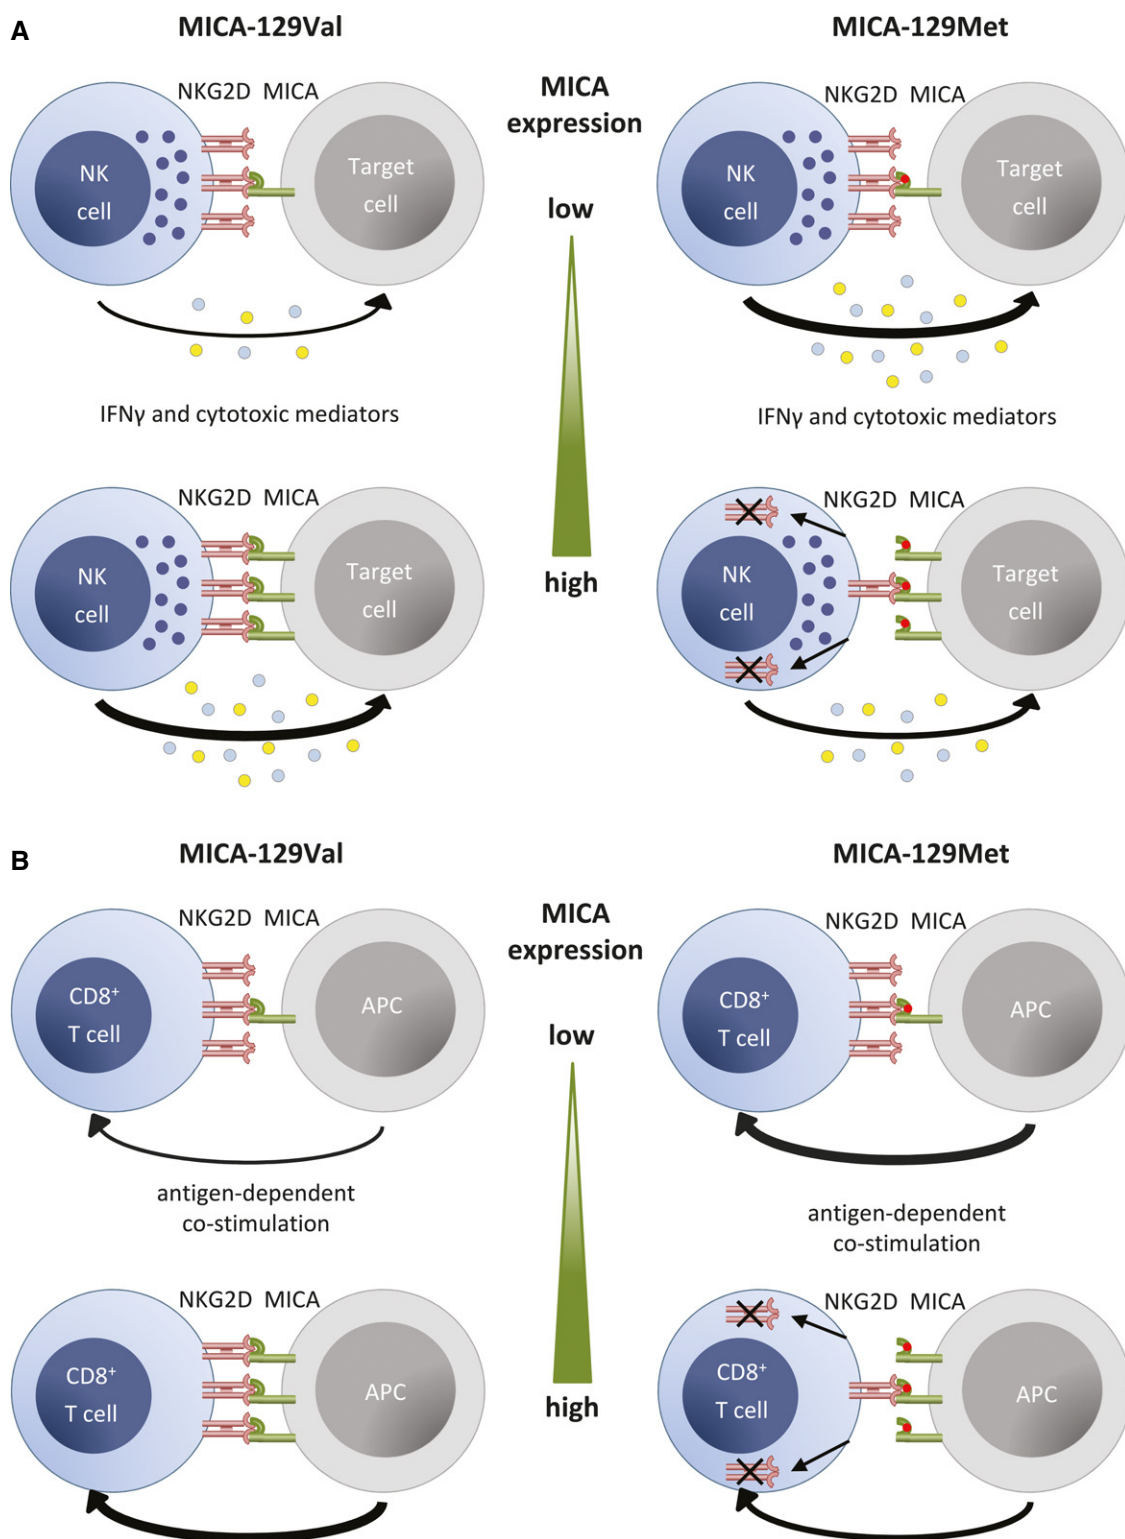 A
MICA-129Val
MICA-129Met
NKG2D MICA
NK
cell
Target
cell
MICA
expression
low
NKG2D MICA
NK
cell
Target
cell
IFNγ and cytotoxic mediators
IFNγ and cytotoxic mediators
NKG2D MICA
NK
cell
Target
cell
high
NKG2D MICA
NK
cell
Target
cell
B
MICA-129Val
MICA-129Met
NKG2D MICA
CD8+
T cell
APC
MICA
expression
low
NKG2D MICA
CD8+
T cell
APC
antigen-dependent
co-stimulation
antigen-dependent
co-stimulation
NKG2D MICA
CD8+
T cell
APC
high
NKG2D MICA
CD8+
T cell
APC